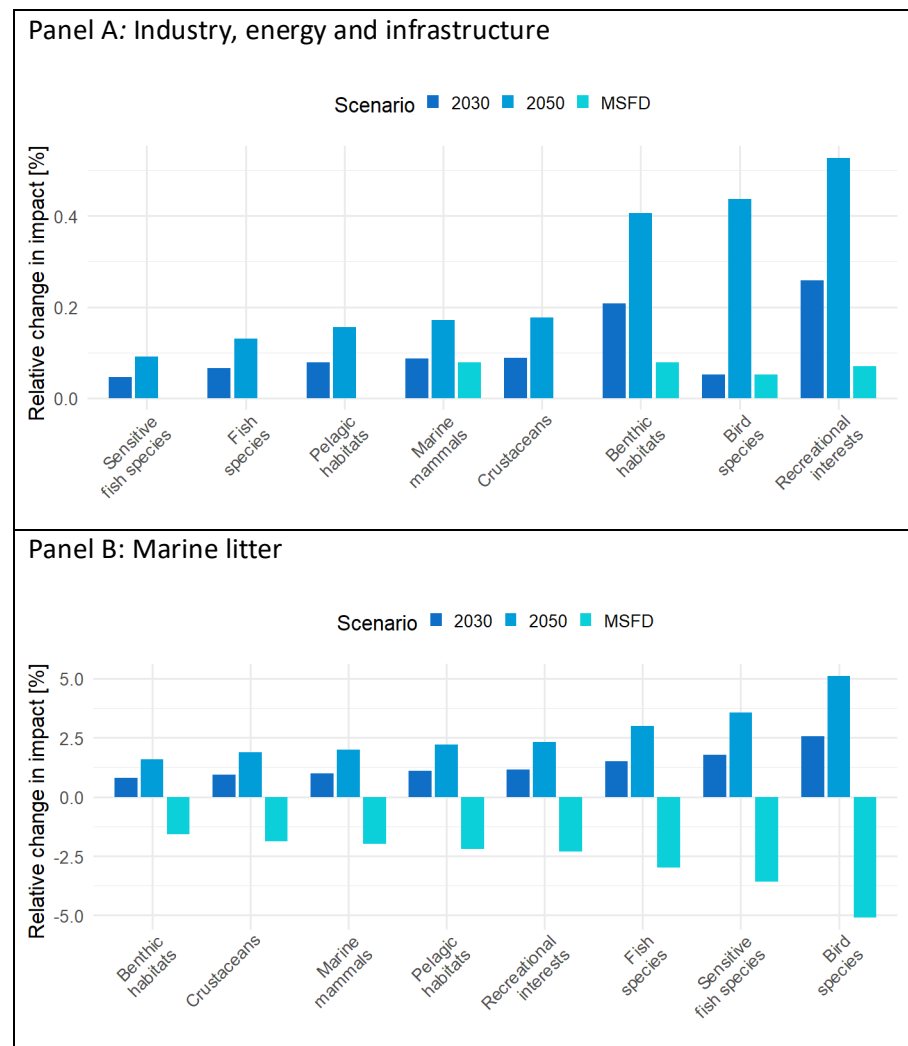 Panel A: Industry, energy and infrastructure
Scenario 2030 2050 MSFD
Relative change in impact [%]
0.4
0.2
0.0
Sensitive
fish species
Fish
species
Pelagic
habitats
Marine
mammals
Crustaceans
Benthic
habitats
Bird
species
Recreational
interests
Panel B: Marine litter
Scenario 2030 2050 MSFD
Relative change in impact [%]
5.0
2.5
0.0
-2.5
-5.0
Benthic
habitats
Crustaceans
Marine
mammals
Pelagic
habitats
Recreational
interests
Fish
species
Sensitive
fish species
Bird
species